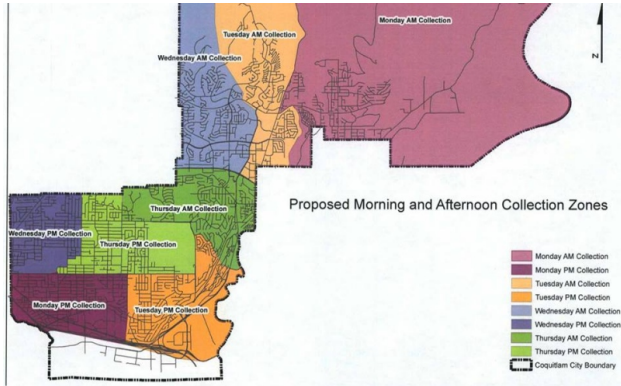 Monday AM Collection
Tuesday AM Collection
Wednesday AM Collection
N
Thursday AM Collection
Proposed Morning and Afternoon Collection Zones
Wednesday PM Collection
Thursday PM Collection
Monday PM Collection
Tuesday PM Collection
Monday AM Collection
Monday PM Collection
Tuesday AM Collection
Tuesday PM Collection
Wednesday AM Collection
Wednesday PM Collection
Thursday AM Collection
Thursday PM Collection
Coquitlam City Boundary